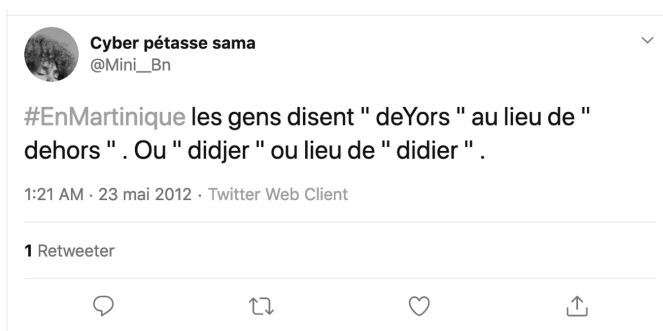 Cyber pétasse sama
@Mini__Bn
#EnMartinique les gens disent " deYors " au lieu de "
dehors " . Ou " didjer " ou lieu de " didier " .
1:21 AM · 23 mai 2012 · Twitter Web Client
1 Retweeter